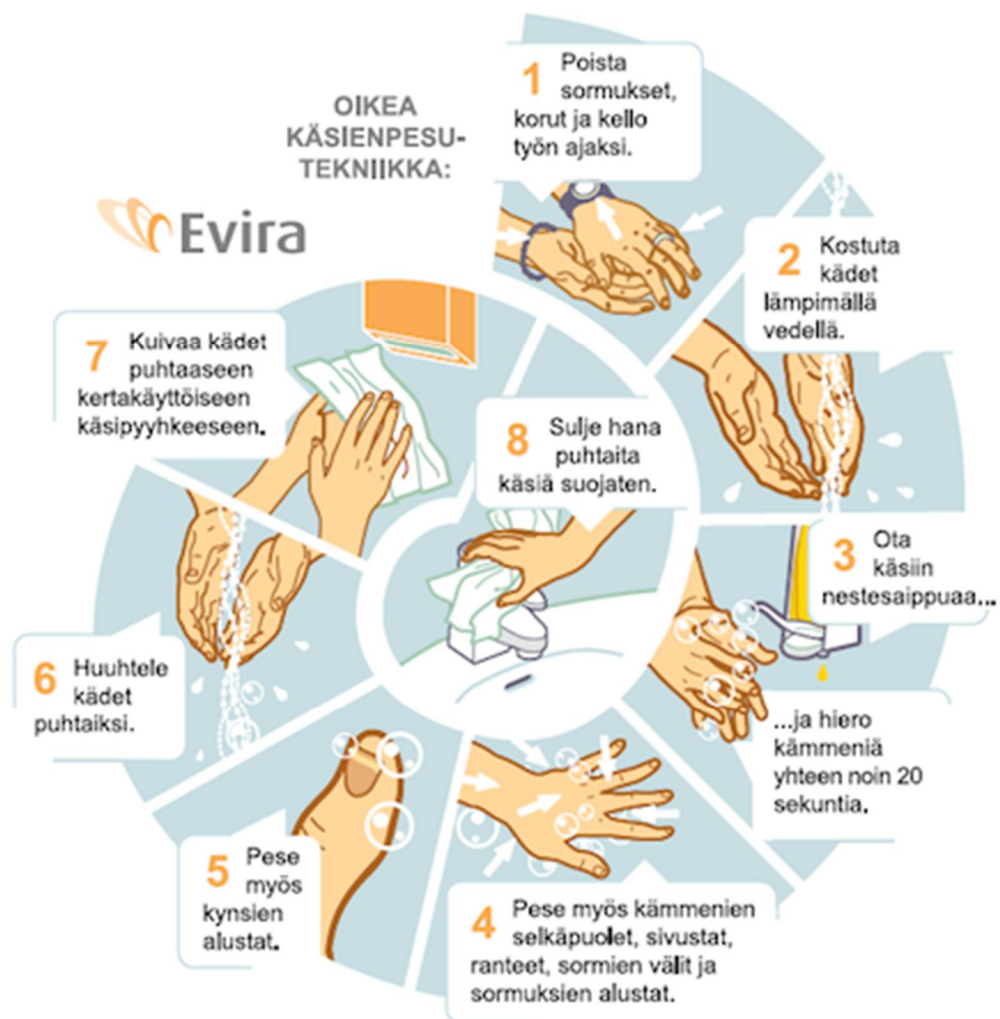 OIKEA
KÄSIENPESU-
TEKNIIKKA:
Evira
1 Poista
sormukset,
korut ja kello
työn ajaksi.
2 Kostuta
kädet
lämpimällä
vedellä.
3 Ota
käsiin
nestesaippuaa...
...ja hiero
kämmeniä
yhteen noin 20
sekuntia.
4 Pese myös kämmenien
selkäpuolet, sivustat,
ranteet, sormien välit ja
sormuksien alustat.
5 Pese
myös
kynsien
alustat.
6 Huuhtele
kädet
puhtaiksi.
7 Kuivaa kädet
puhtaaseen
kertakäyttöiseen
käsipyyhkeeseen.
8 Sulje hana
puhtaita
käsiä suojaten.